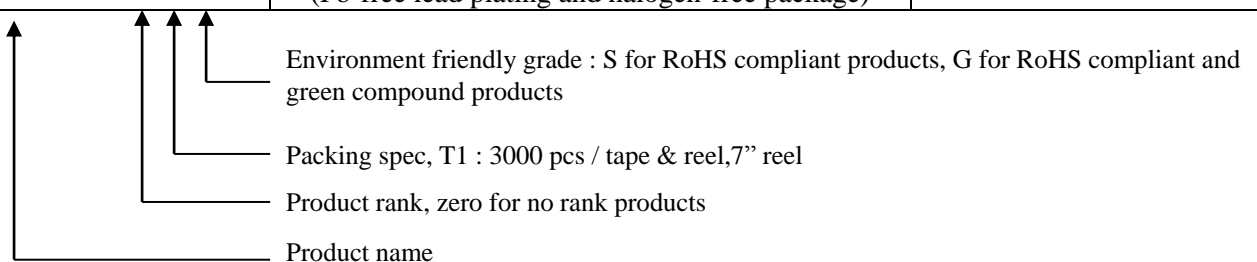 (Pb-free lead plating and halogen-free package)
Environment friendly grade : S for RoHS compliant products, G for RoHS compliant and
green compound products
Packing spec, T1 : 3000 pcs / tape & reel,7” reel
Product rank, zero for no rank products
Product name